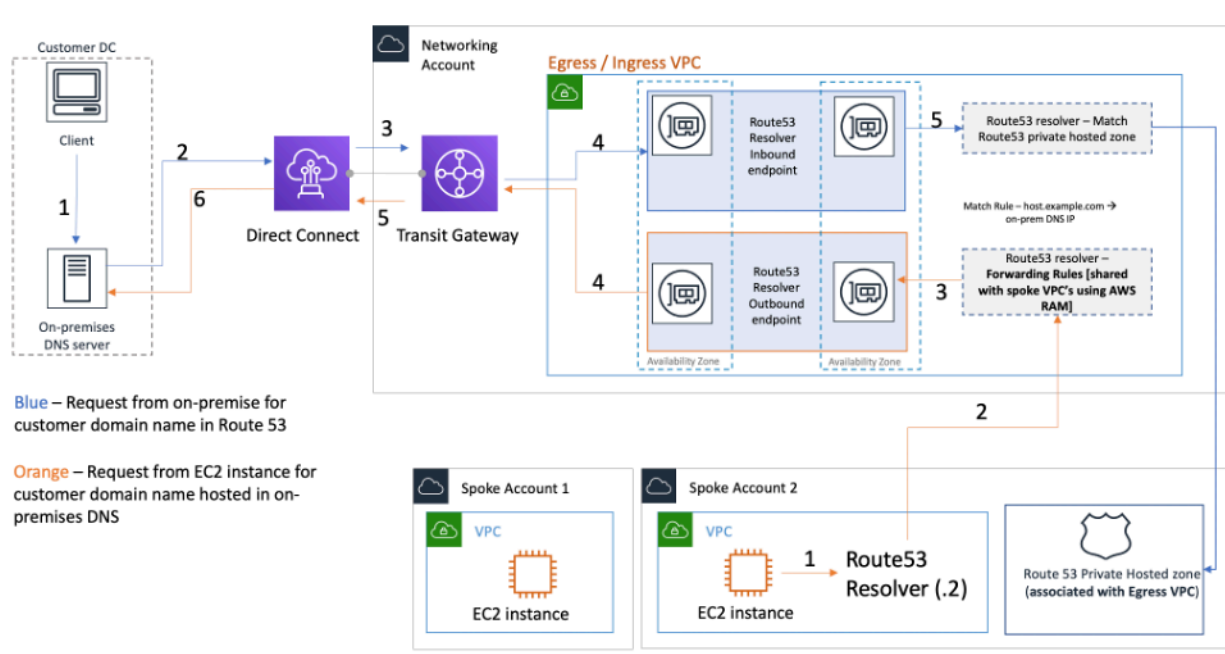 Customer DC
Client
1
On-premises
DNS server
2
6
Direct Connect
3
5
Transit Gateway
Networking
Account
Egress / Ingress VPC
4
4
Route53
Resolver
Inbound
endpoint
Route53
Resolver
Outbound
endpoint
Availability Zone
Availability Zone
5
Route53 resolver – Match
Route53 private hosted zone
Match Rule – host.example.com →
on-prem DNS IP
3
Route53 resolver –
Forwarding Rules [shared
with spoke VPC's using AWS
RAM]
2
Blue – Request from on-premise for
customer domain name in Route 53
Orange – Request from EC2 instance for
customer domain name hosted in on-
premises DNS
Spoke Account 1
VPC
EC2 instance
Spoke Account 2
VPC
EC2 instance
1
Route53
Resolver (.2)
Route 53 Private Hosted zone
(associated with Egress VPC)